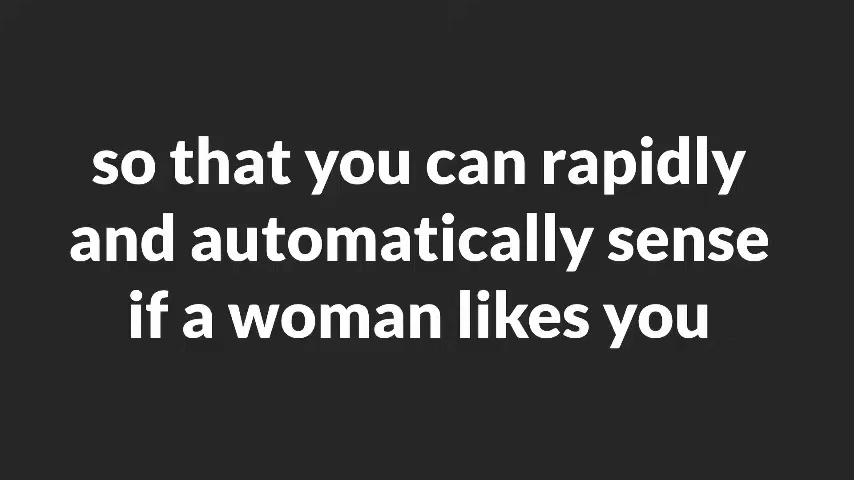 so that you can rapidly
and automatically sense
if a woman likes you